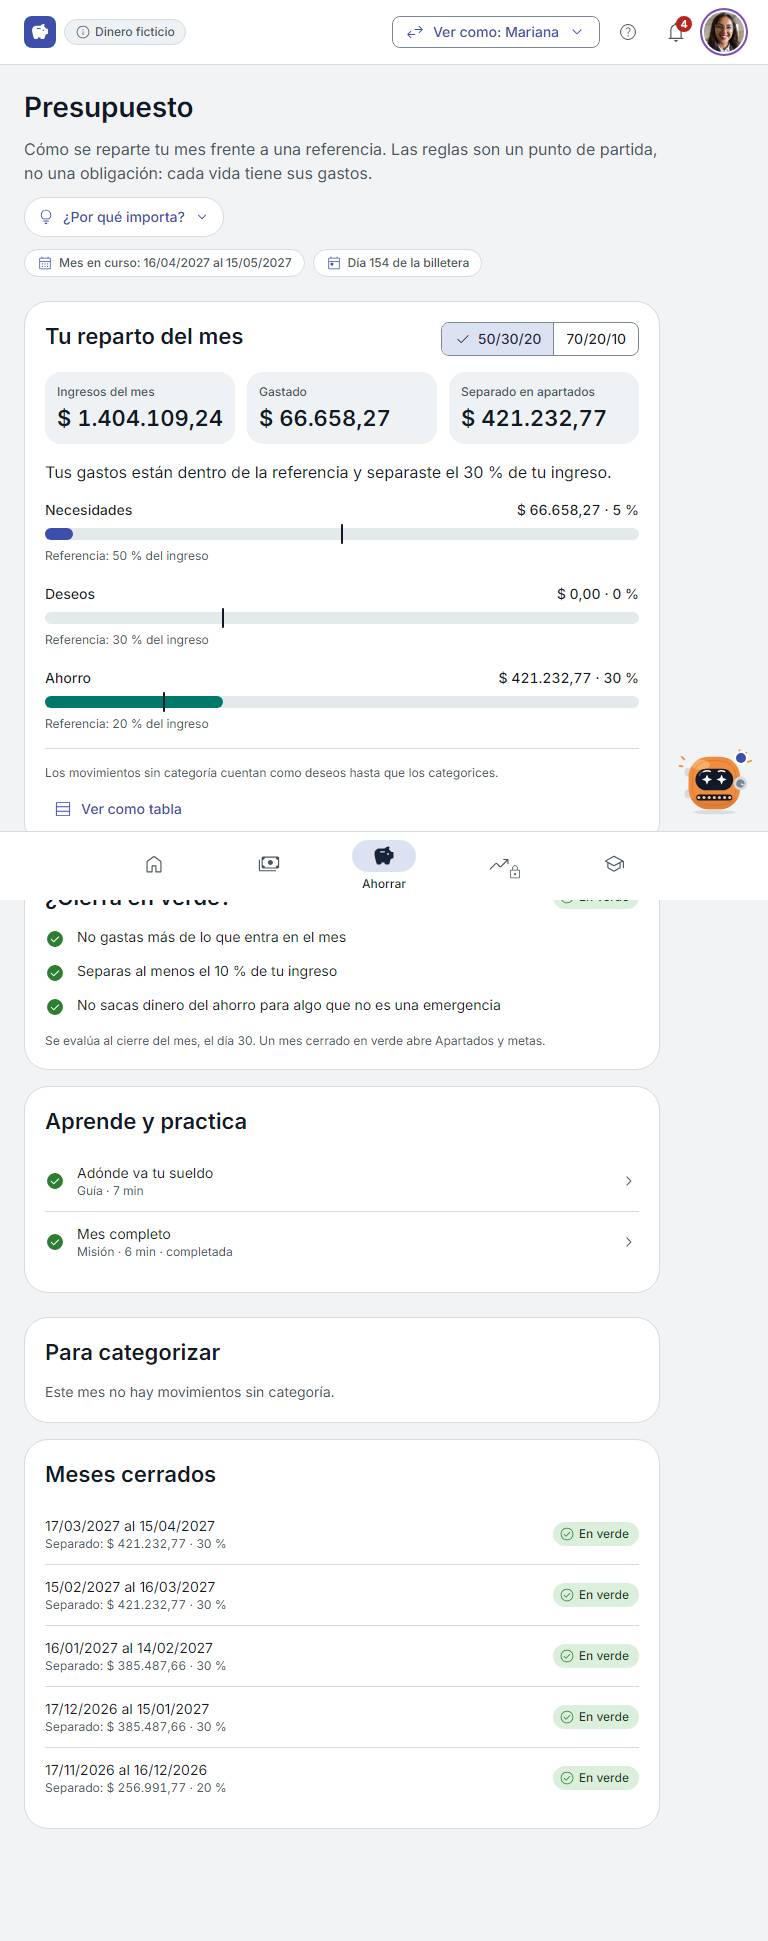 Dinero ficticio
Ver como: Mariana
4
Presupuesto
Cómo se reparte tu mes frente a una referencia. Las reglas son un punto de partida,
no una obligación: cada vida tiene sus gastos.
¿Por qué importa?
Mes en curso: 16/04/2027 al 15/05/2027
Día 154 de la billetera
Tu reparto del mes
50/30/20
70/20/10
Ingresos del mes
$ 1.404.109,24
Gastado
$ 66.658,27
Separado en apartados
$ 421.232,77
Tus gastos están dentro de la referencia y separaste el 30 % de tu ingreso.
Necesidades
$ 66.658,27 · 5 %
Referencia: 50 % del ingreso
Deseos
$ 0,00 · 0 %
Referencia: 30 % del ingreso
Ahorro
$ 421.232,77 · 30 %
Referencia: 20 % del ingreso
Los movimientos sin categoría cuentan como deseos hasta que los categorices.
Ver como tabla
Ahorrar
¿Cierra en verde?
En verde
No gastas más de lo que entra en el mes
Separas al menos el 10 % de tu ingreso
No sacas dinero del ahorro para algo que no es una emergencia
Se evalúa al cierre del mes, el día 30. Un mes cerrado en verde abre Apartados y metas.
Aprende y practica
Adónde va tu sueldo
Guía · 7 min
Mes completo
Misión · 6 min · completada
Para categorizar
Este mes no hay movimientos sin categoría.
Meses cerrados
17/03/2027 al 15/04/2027
Separado: $ 421.232,77 · 30 %
En verde
15/02/2027 al 16/03/2027
Separado: $ 421.232,77 · 30 %
En verde
16/01/2027 al 14/02/2027
Separado: $ 385.487,66 · 30 %
En verde
17/12/2026 al 15/01/2027
Separado: $ 385.487,66 · 30 %
En verde
17/11/2026 al 16/12/2026
Separado: $ 256.991,77 · 20 %
En verde